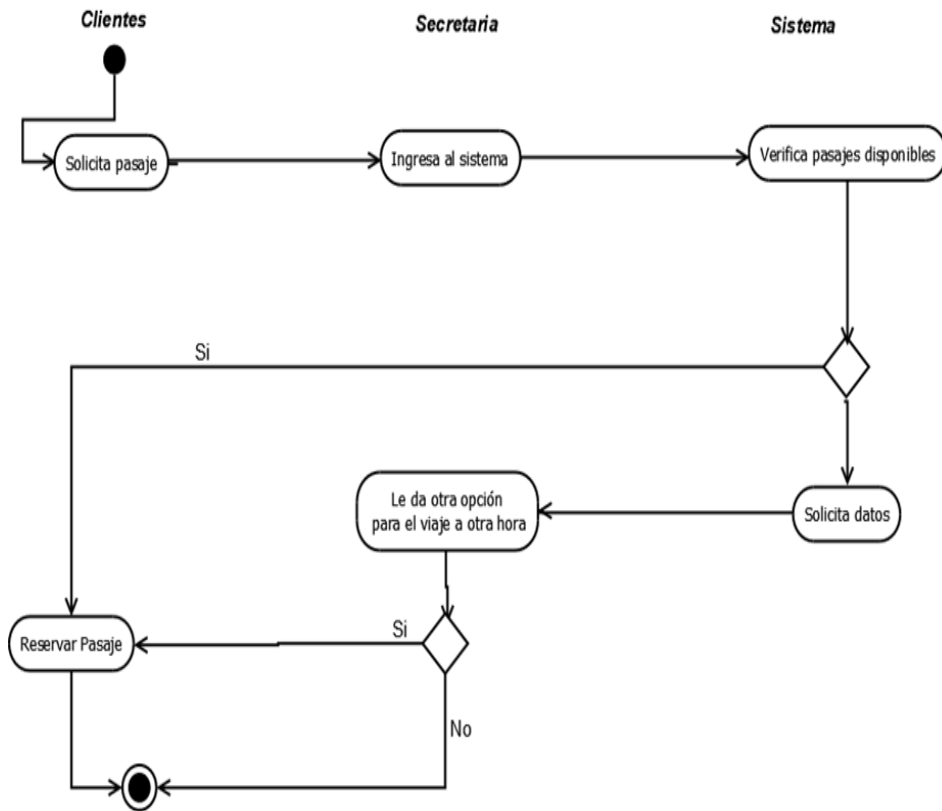 Clientes
Secretaria
Sistema
Solicita pasaje
Ingresa al sistema
Verifica pasajes disponibles
Si
Le da otra opción
para el viaje a otra hora
Solicita datos
Si
Reservar Pasaje
No